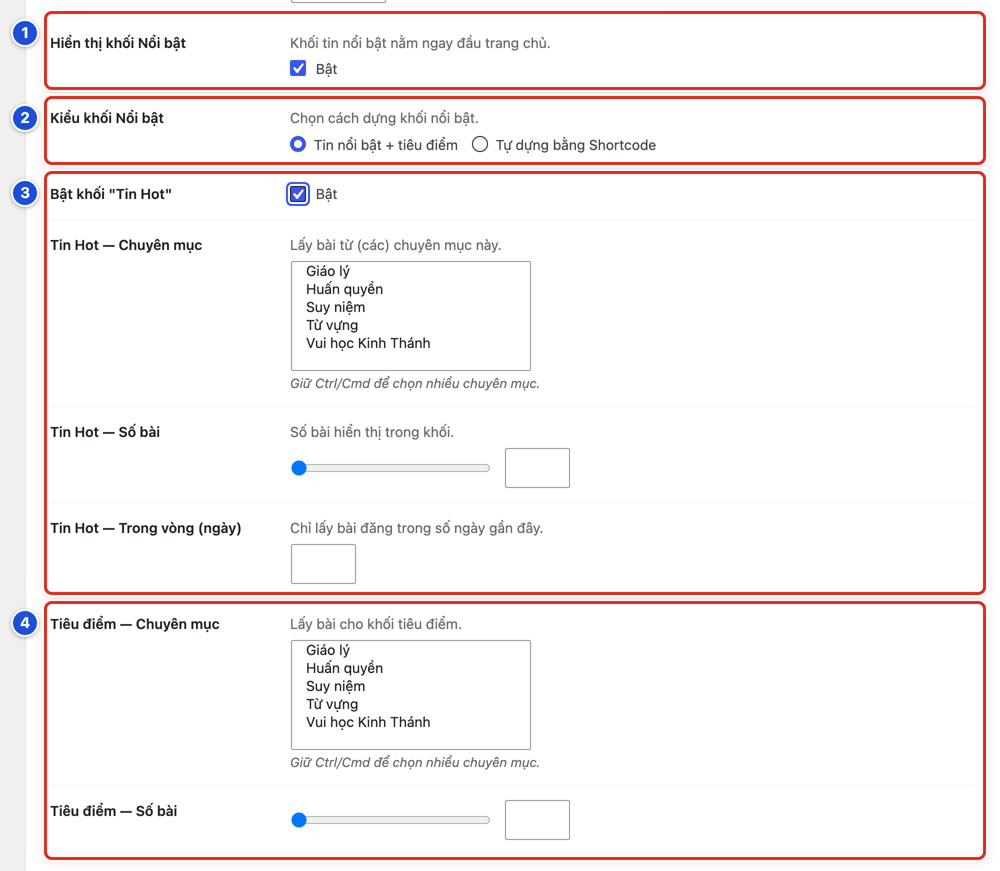 1
Hiển thị khối Nổi bật
Khối tin nổi bật nằm ngay đầu trang chủ.
Bật
2
Kiểu khối Nổi bật
Chọn cách dựng khối nổi bật.
Tin nổi bật + tiêu điểm Tự dựng bằng Shortcode
3
Bật khối "Tin Hot"
Bật
Tin Hot — Chuyên mục
Lấy bài từ (các) chuyên mục này.
Giáo lý
Huấn quyền
Suy niệm
Từ vựng
Vui học Kinh Thánh
Giữ Ctrl/Cmd để chọn nhiều chuyên mục.
Tin Hot — Số bài
Số bài hiển thị trong khối.
Tin Hot — Trong vòng (ngày)
Chỉ lấy bài đăng trong số ngày gần đây.
4
Tiêu điểm — Chuyên mục
Lấy bài cho khối tiêu điểm.
Giáo lý
Huấn quyền
Suy niệm
Từ vựng
Vui học Kinh Thánh
Giữ Ctrl/Cmd để chọn nhiều chuyên mục.
Tiêu điểm — Số bài